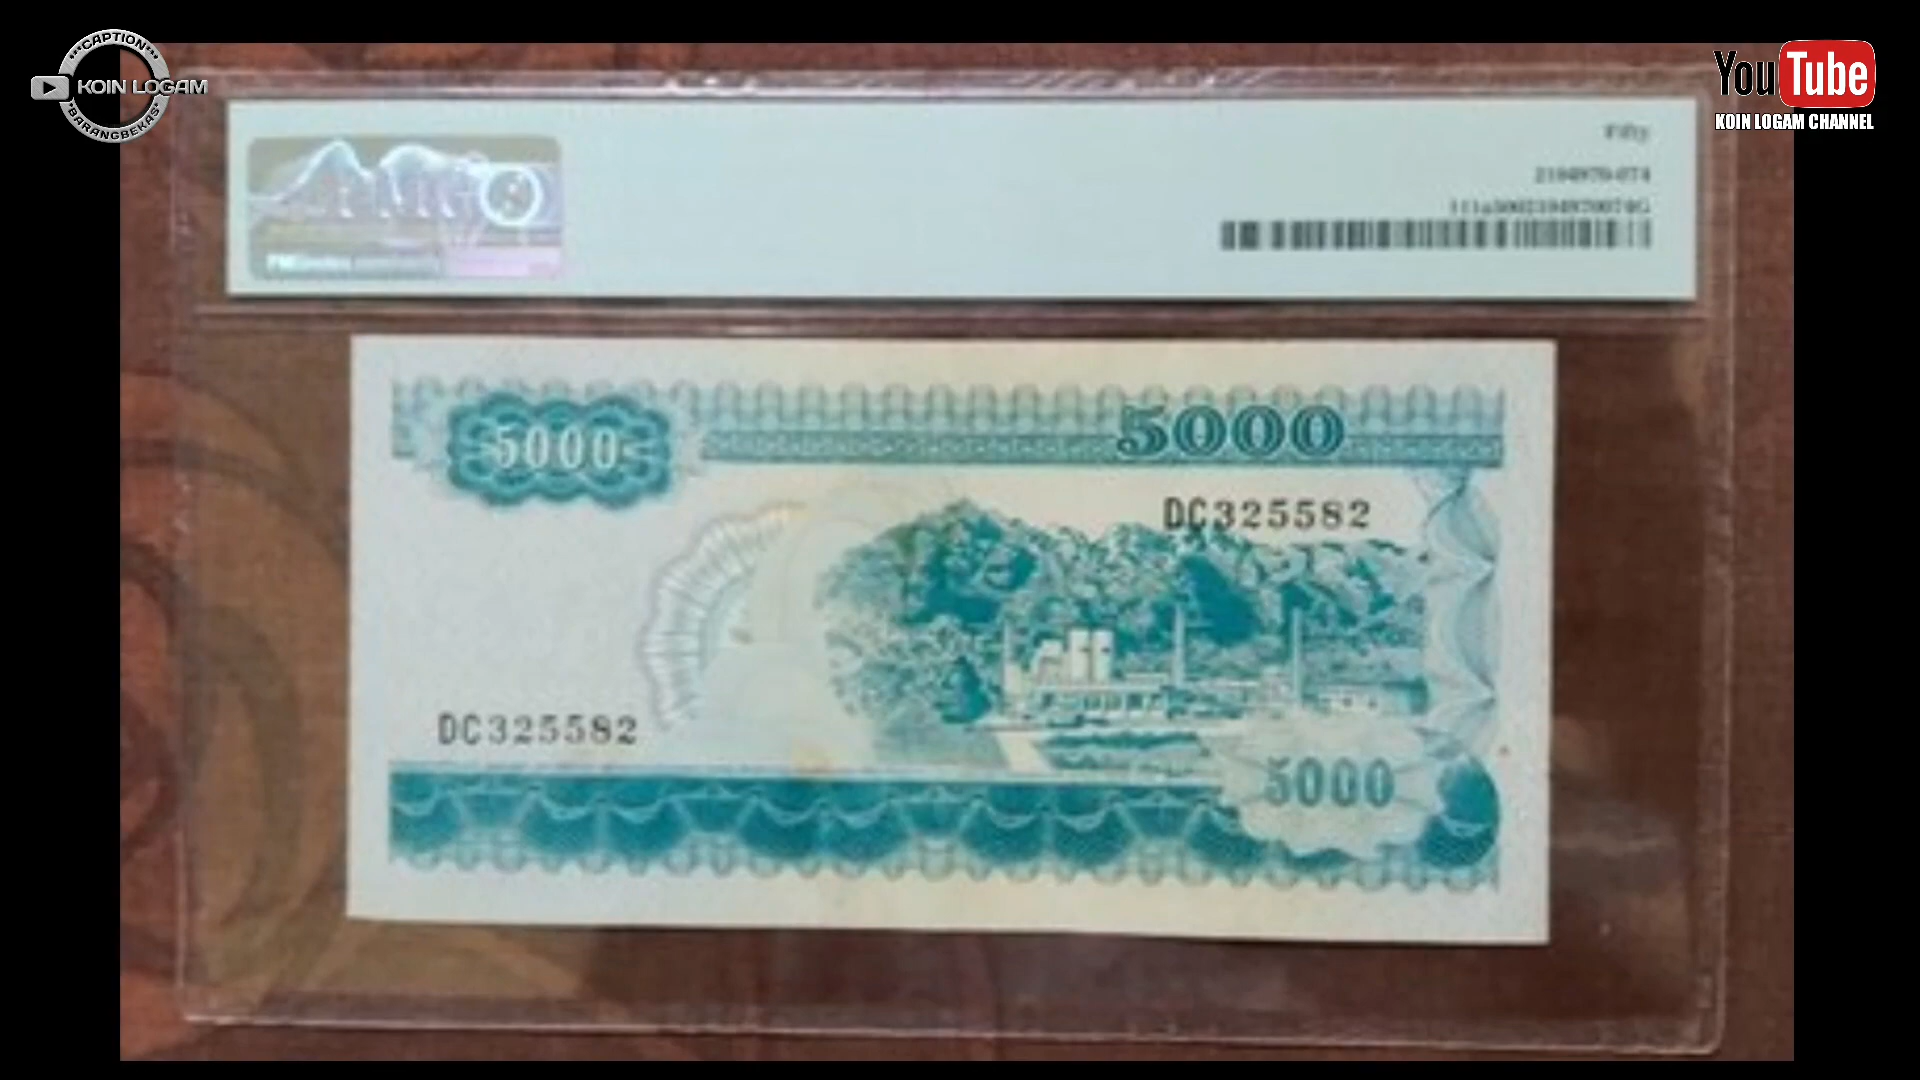 CAPTION
KOIN LOGAM
BARANGBEKAS
YouTube
KOIN LOGAM CHANNEL
Fifty
5000
5000
DC325582
DC325582
5000